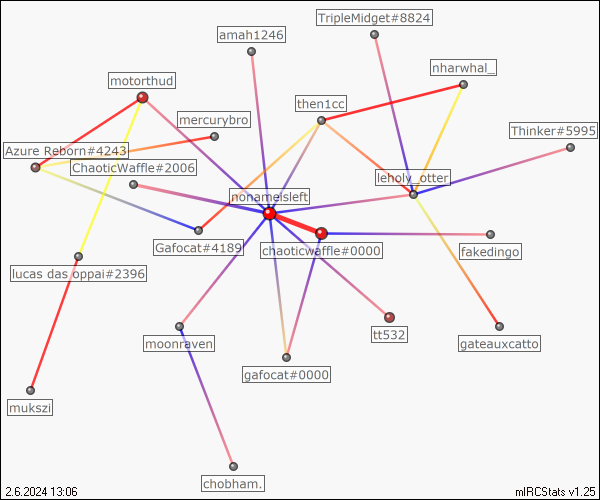 TripleMidget#8824
amah1246
nharwhal_
motorthud
then1cc
mercurybro
Thinker#5995
Azure Reborn#4243
ChaoticWaffle#2006
leholy_otter
nonameisleft
Gafocat#4189
chaoticwaffle#0000
fakedingo
lucas das oppai#2396
tt532
moonraven
gateauxcatto
gafocat#0000
mukszi
chobham.
2.6.2024 13:06
mIRCStats v1.25